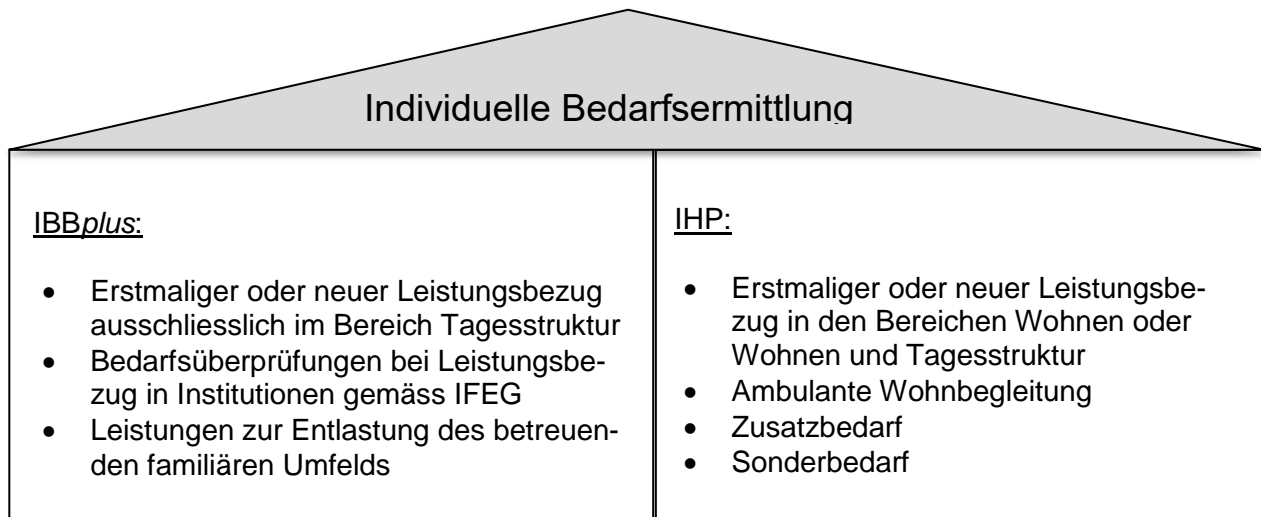 Individuelle Bedarfsermittlung
IBBplus:
• Erstmaliger oder neuer Leistungsbezug
ausschliesslich im Bereich Tagesstruktur
• Bedarfsüberprüfungen bei Leistungsbe-
zug in Institutionen gemäss IFEG
• Leistungen zur Entlastung des betreuen-
den familiären Umfelds
IHP:
• Erstmaliger oder neuer Leistungsbe-
zug in den Bereichen Wohnen oder
Wohnen und Tagesstruktur
• Ambulante Wohnbegleitung
• Zusatzbedarf
• Sonderbedarf